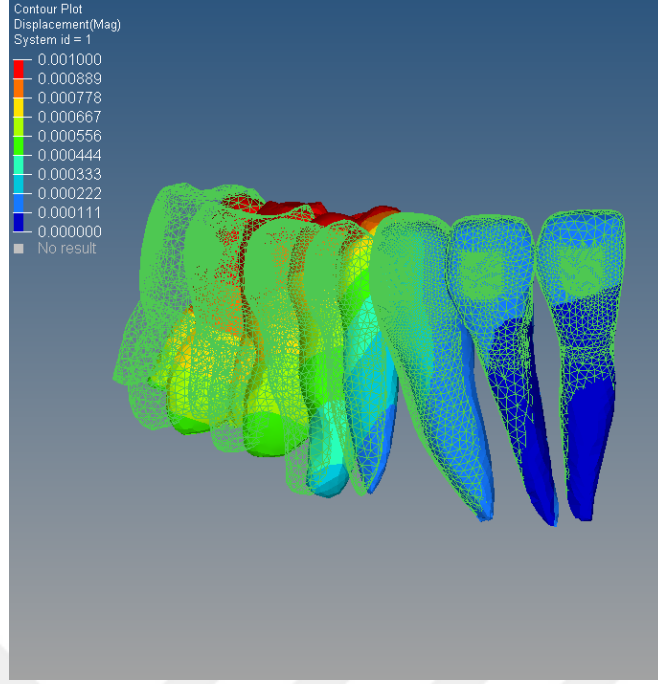 Contour Plot
Displacement(Mag)
System id = 1
0.001000
0.000889
0.000778
0.000667
0.000556
0.000444
0.000333
0.000222
0.000111
0.000000
No result